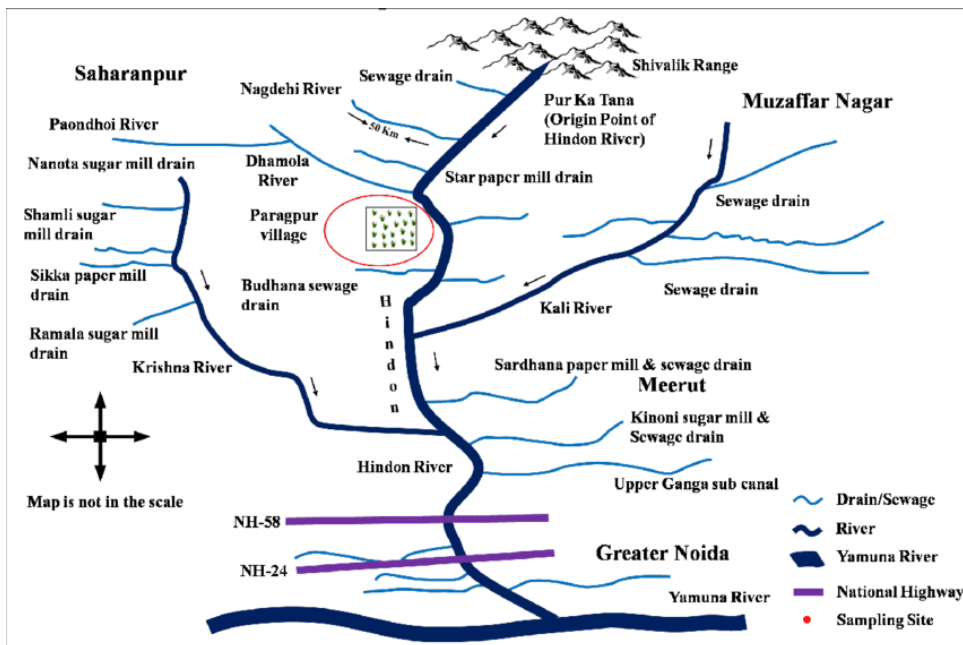 Shivalik Range
Saharanpur
Sewage drain
Nagdehi River
50 Km
Pur Ka Tana
(Origin Point of
Hindon River)
Muzaffar Nagar
Paondhoi River
Nanota sugar mill drain
Dhamola
River
Star paper mill drain
Sewage drain
Shamli sugar
mill drain
Paragpur
village
Sikka paper mill
drain
Budhana sewage
drain
Sewage drain
Kali River
Hindon
Ramala sugar mill
drain
Krishna River
Sardhana paper mill & sewage drain
Meerut
Kinoni sugar mill &
Sewage drain
Hindon River
Upper Ganga sub canal
Map is not in the scale
NH-58
NH-24
Greater Noida
Yamuna River
Drain/Sewage
River
Yamuna River
National Highway
Sampling Site